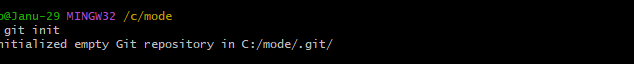 @Janu-29 MINGW32 /c/mode
git init
nitialized empty Git repository in C:/mode/.git/